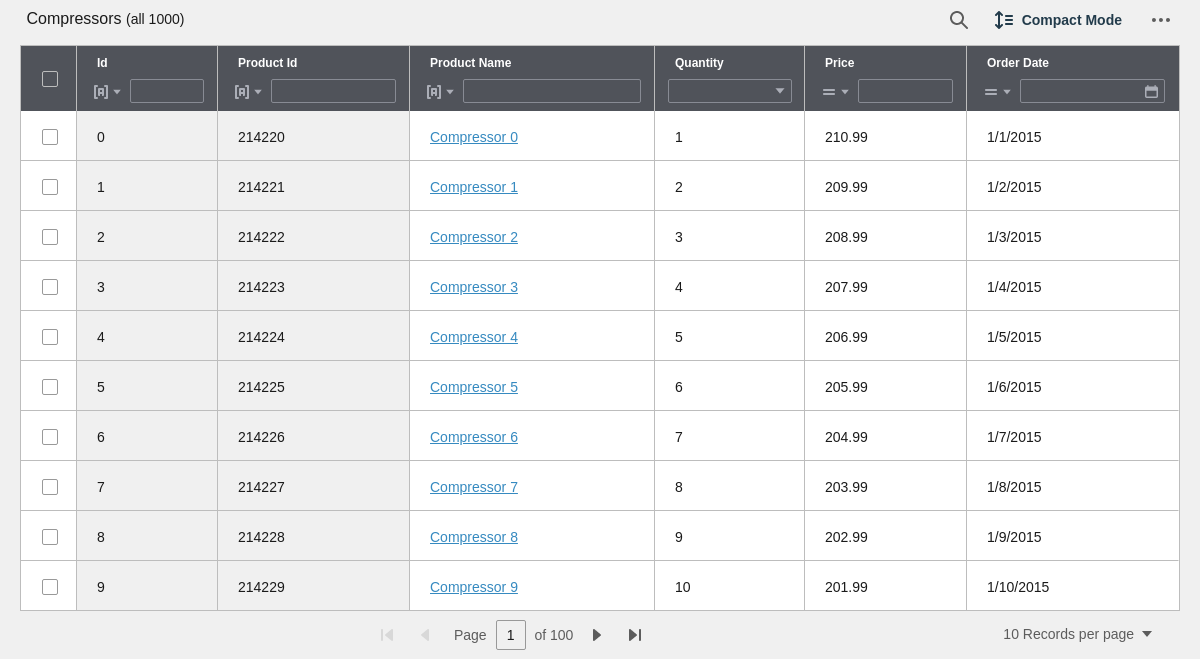 Compressors (all 1000)
Compact Mode
Id Product Id Product Name Quantity Price Order Date
0 214220 Compressor 0 1 210.99 1/1/2015
1 214221 Compressor 1 2 209.99 1/2/2015
2 214222 Compressor 2 3 208.99 1/3/2015
3 214223 Compressor 3 4 207.99 1/4/2015
4 214224 Compressor 4 5 206.99 1/5/2015
5 214225 Compressor 5 6 205.99 1/6/2015
6 214226 Compressor 6 7 204.99 1/7/2015
7 214227 Compressor 7 8 203.99 1/8/2015
8 214228 Compressor 8 9 202.99 1/9/2015
9 214229 Compressor 9 10 201.99 1/10/2015
Page 1 of 100
10 Records per page